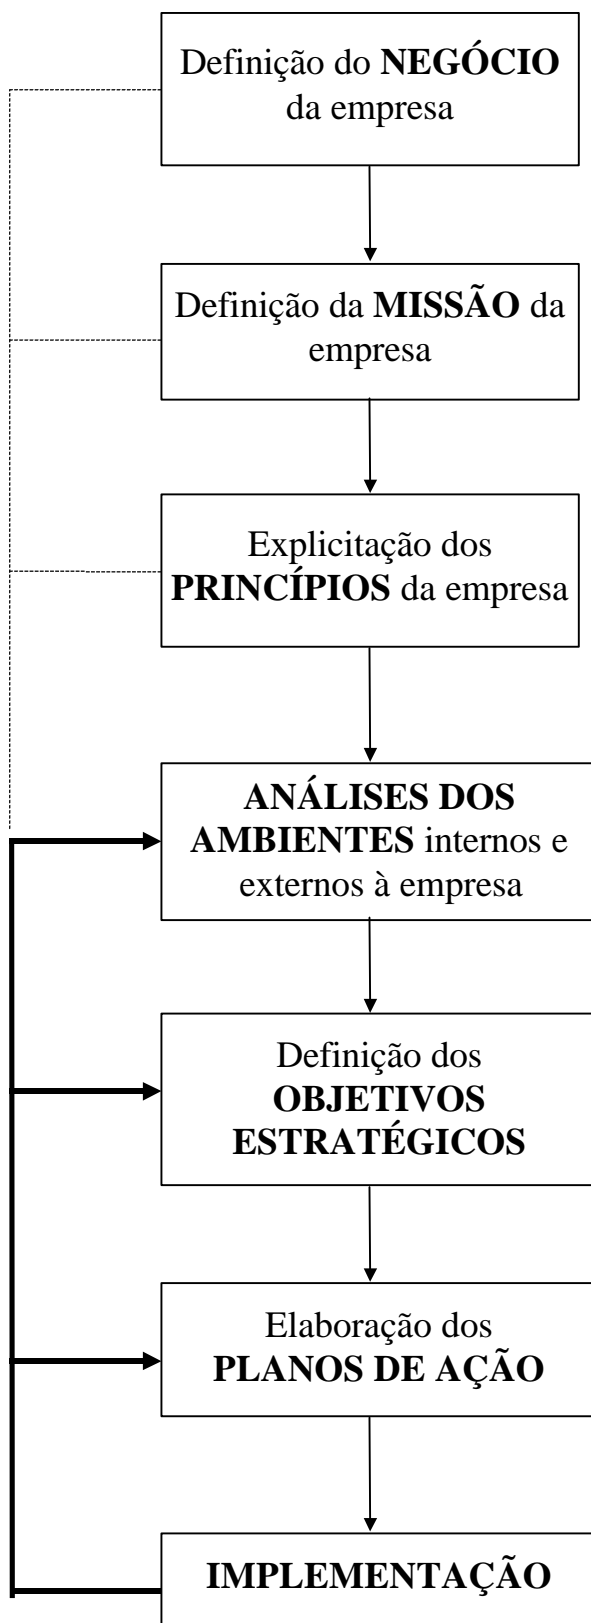 Definição do NEGÓCIO
da empresa
Definição da MISSÃO da
empresa
Explicitação dos
PRINCÍPIOS da empresa
ANÁLISES DOS
AMBIENTES internos e
externos à empresa
Definição dos
OBJETIVOS
ESTRATÉGICOS
Elaboração dos
PLANOS DE AÇÃO
IMPLEMENTAÇÃO